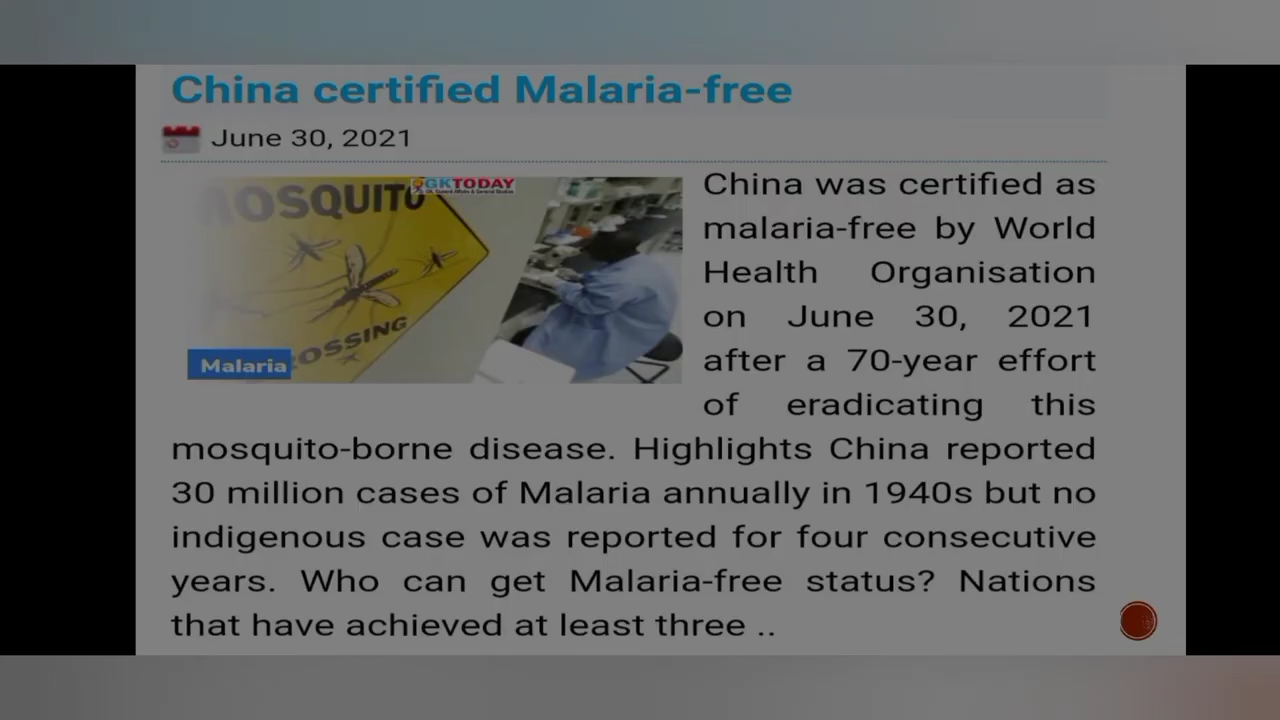 China certified Malaria-free
June 30, 2021
MOSQUITO
GKTODAY
CROSSING
Malaria
China was certified as
malaria-free by World
Health Organisation
on June 30, 2021
after a 70-year effort
of eradicating this
mosquito-borne disease. Highlights China reported
30 million cases of Malaria annually in 1940s but no
indigenous case was reported for four consecutive
years. Who can get Malaria-free status? Nations
that have achieved at least three ..